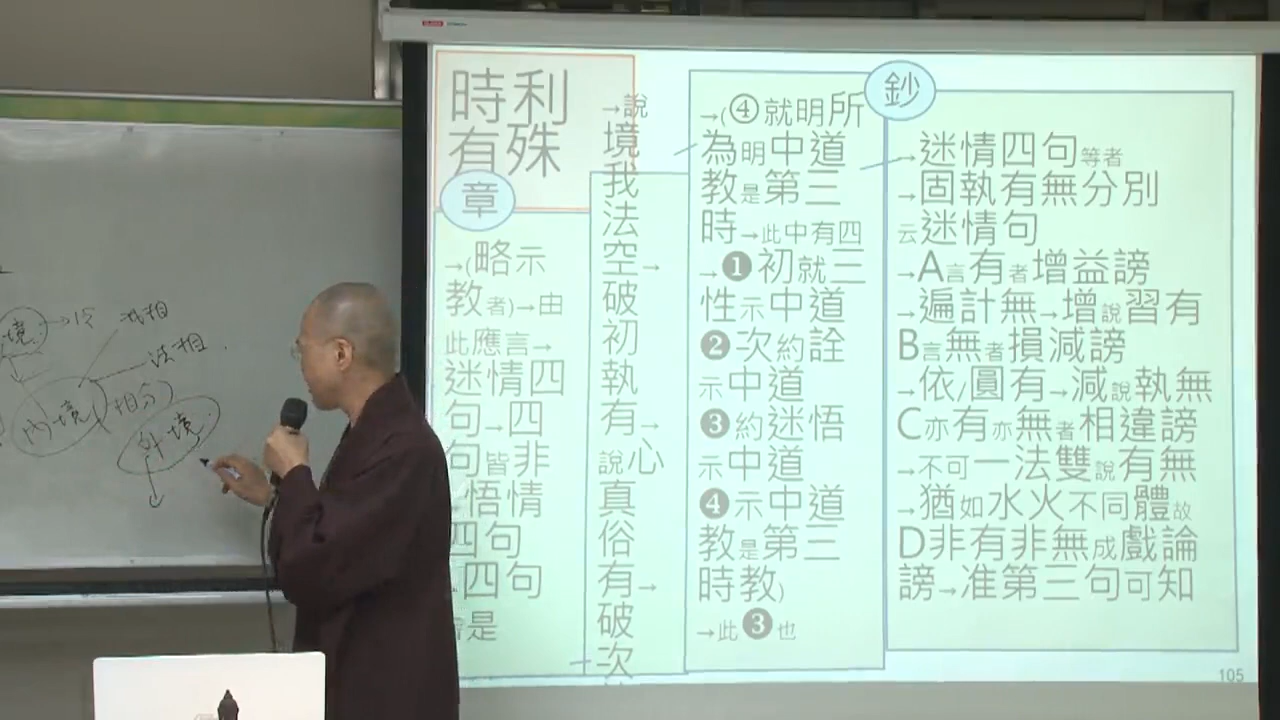 時利
有殊
章
→(略示
教者)→由
此應言→
迷情四
句→四
句皆非
悟情
四句
四句
是
→說
境
我
法
空→
破
初
執
有→
說心
真
俗
有→
破
次
→(④就明所
為明中道
教是第三
時→此中有四
→❶初就三
性示中道
❷次約詮
示中道
❸約迷悟
示中道
❹示中道
教是第三
時教)
→此❸也
鈔
→迷情四句等者
→固執有無分別
云迷情句
→A言有者增益謗
→遍計無→增說習有
B言無者損減謗
→依/圓有→減說執無
C亦有亦無者相違謗
→不可一法雙說有無
→猶如水火不同體故
D非有非無成戲論
謗→准第三句可知
105
境
我相
法相
內境
相分
外境